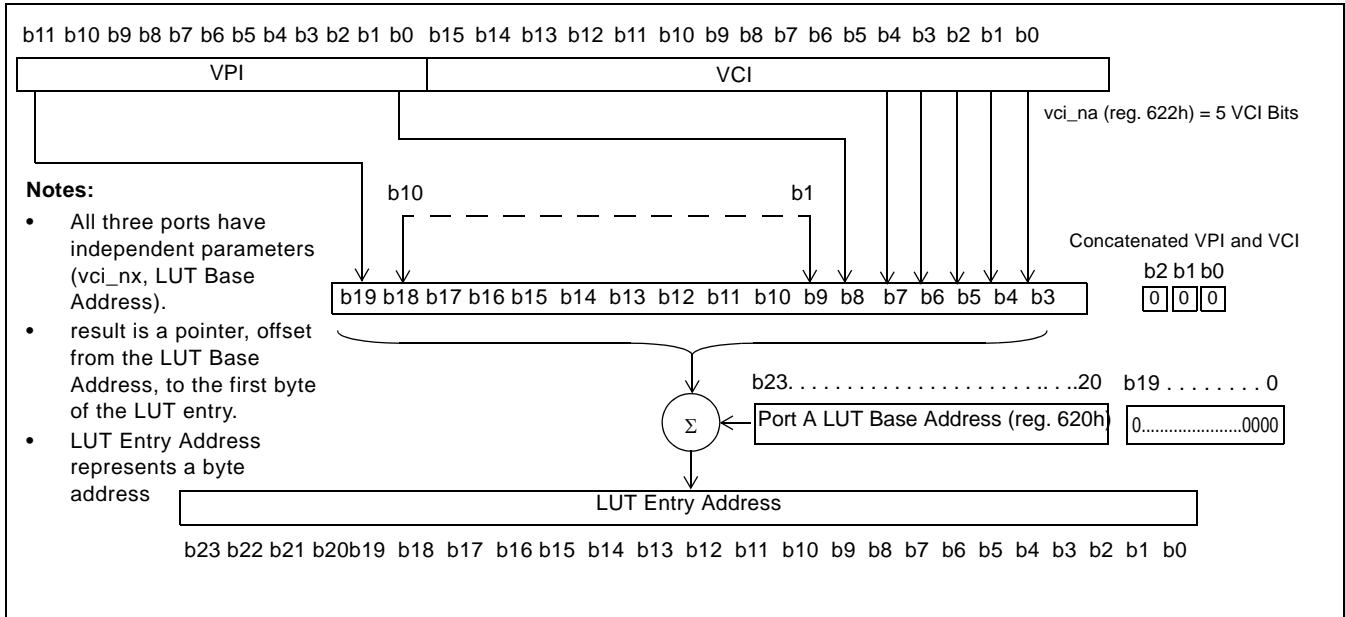 b11 b10 b9 b8 b7 b6 b5 b4 b3 b2 b1 b0 b15 b14 b13 b12 b11 b10 b9 b8 b7 b6 b5 b4 b3 b2 b1 b0
VPI VCI
vci_na (reg. 622h) = 5 VCI Bits
Notes:
• All three ports have
independent parameters
(vci_nx, LUT Base
Address).
• result is a pointer, offset
from the LUT Base
Address, to the first byte
of the LUT entry.
• LUT Entry Address
represents a byte
address
b10 b1
Concatenated VPI and VCI
b2 b1 b0
b19 b18 b17 b16 b15 b14 b13 b12 b11 b10 b9 b8 b7 b6 b5 b4 b3
0 0 0
b23. . . . . . . . . . . . . . . . . . . . . . .. . ..20 b19 . . . . . . . . 0
Σ
Port A LUT Base Address (reg. 620h)
0......................0000
LUT Entry Address
b23 b22 b21 b20b19 b18 b17 b16 b15 b14 b13 b12 b11 b10 b9 b8 b7 b6 b5 b4 b3 b2 b1 b0